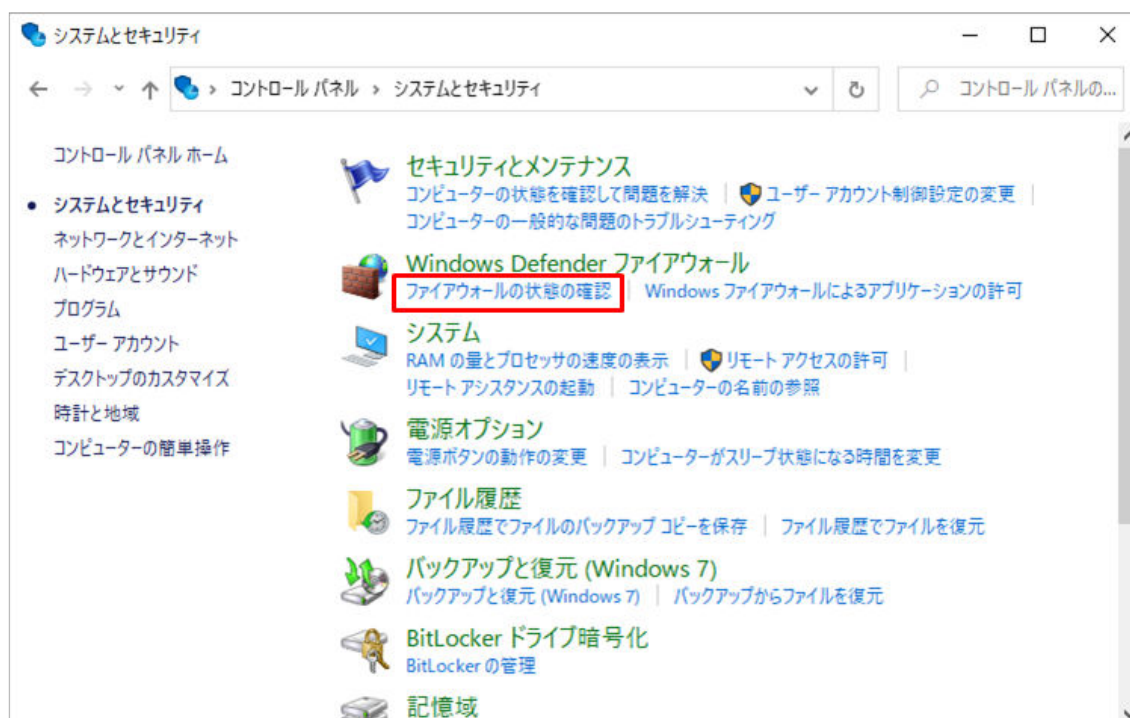 システムとセキュリティ
コントロール パネル › システムとセキュリティ
コントロール パネルの...
コントロール パネル ホーム
システムとセキュリティ
ネットワークとインターネット
ハードウェアとサウンド
プログラム
ユーザー アカウント
デスクトップのカスタマイズ
時計と地域
コンピューターの簡単操作
セキュリティとメンテナンス
コンピューターの状態を確認して問題を解決 ユーザー アカウント制御設定の変更
コンピューターの一般的な問題のトラブルシューティング
Windows Defender ファイアウォール
ファイアウォールの状態の確認 Windows ファイアウォールによるアプリケーションの許可
システム
RAM の量とプロセッサの速度の表示 リモート アクセスの許可
リモート アシスタンスの起動 コンピューターの名前の参照
電源オプション
電源ボタンの動作の変更 コンピューターがスリープ状態になる時間を変更
ファイル履歴
ファイル履歴でファイルのバックアップ コピーを保存 ファイル履歴でファイルを復元
バックアップと復元 (Windows 7)
バックアップと復元 (Windows 7) バックアップからファイルを復元
BitLocker ドライブ暗号化
BitLocker の管理
記憶域